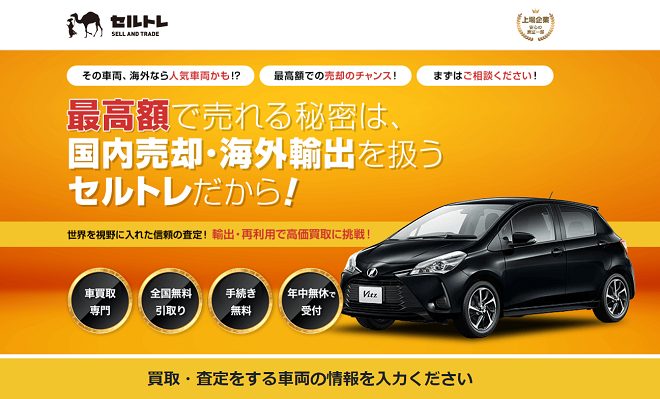 セルトレ
SELL AND TRADE
上場企業
安心の
東証一部
その車両、海外なら人気車両かも!?
最高額での売却のチャンス!
まずはご相談ください!
最高額で売れる秘密は、
国内売却・海外輸出を扱う
セルトレだから!
世界を視野に入れた信頼の査定! 輸出・再利用で高価買取に挑戦!
車買取
専門
全国無料
引取り
手続き
無料
年中無休で
受付
Vitz
買取・査定をする車両の情報を入力ください